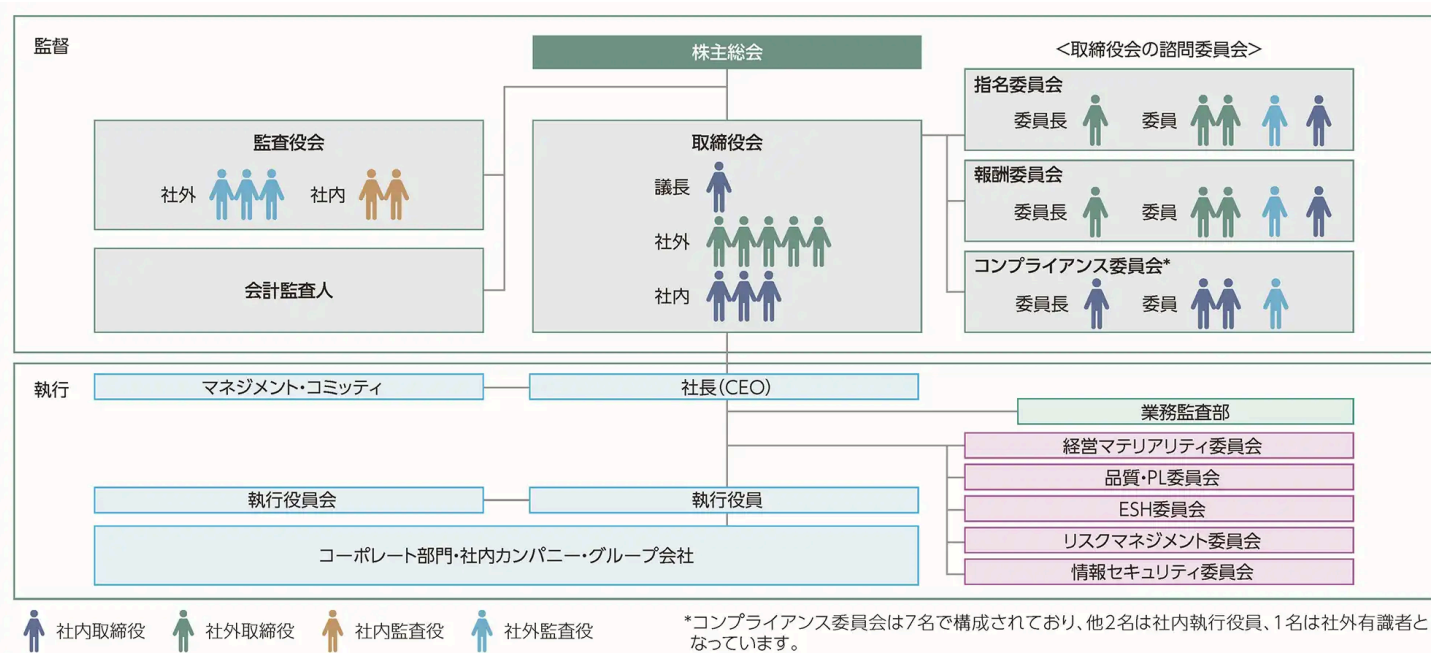 監督
株主総会
<取締役会の諮問委員会>
監査役会
社外
社内
会計監査人
取締役会
議長
社外
社内
指名委員会
委員長
委員
報酬委員会
委員長
委員
コンプライアンス委員会*
委員長
委員
執行
マネジメント・コミッティ
社長(CEO)
業務監査部
経営マテリアリティ委員会
品質・PL委員会
ESH委員会
リスクマネジメント委員会
情報セキュリティ委員会
執行役員会
執行役員
コーポレート部門・社内カンパニー・グループ会社
社内取締役
社外取締役
社内監査役
社外監査役
*コンプライアンス委員会は7名で構成されており、他2名は社内執行役員、1名は社外有識者と
なっています。